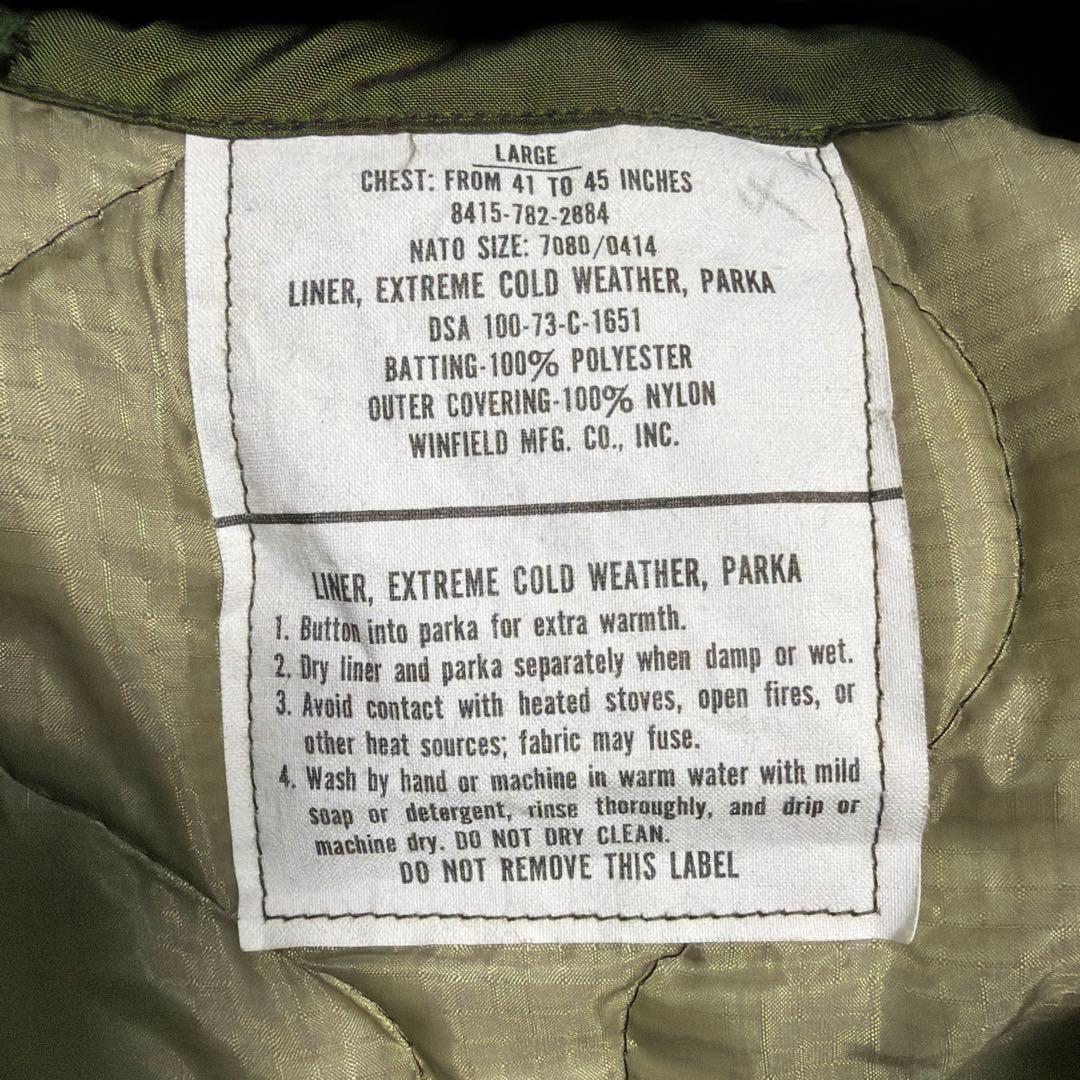 LARGE
CHEST: FROM 41 TO 45 INCHES
8415-782-2884
NATO SIZE: 7080/0414
LINER, EXTREME COLD WEATHER, PARKA
DSA 100-73-C-1651
BATTING-100% POLYESTER
OUTER COVERING-100% NYLON
WINFIELD MFG. CO., INC.
LINER, EXTREME COLD WEATHER, PARKA
1. Button into parka for extra warmth.
2. Dry liner and parka separately when damp or wet.
3. Avoid contact with heated stoves, open fires, or
other heat sources; fabric may fuse.
4. Wash by hand or machine in warm water with mild
soap or detergent, rinse thoroughly, and drip or
machine dry. DO NOT DRY CLEAN.
DO NOT REMOVE THIS LABEL